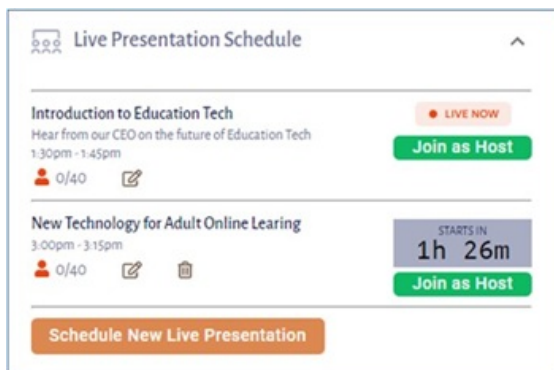 Live Presentation Schedule
Introduction to Education Tech
LIVE NOW
Hear from our CEO on the future of Education Tech
Join as Host
1:30pm - 1:45pm
0/40
New Technology for Adult Online Learing
STARTS IN
1h 26m
3:00pm - 3:15pm
0/40
Join as Host
Schedule New Live Presentation